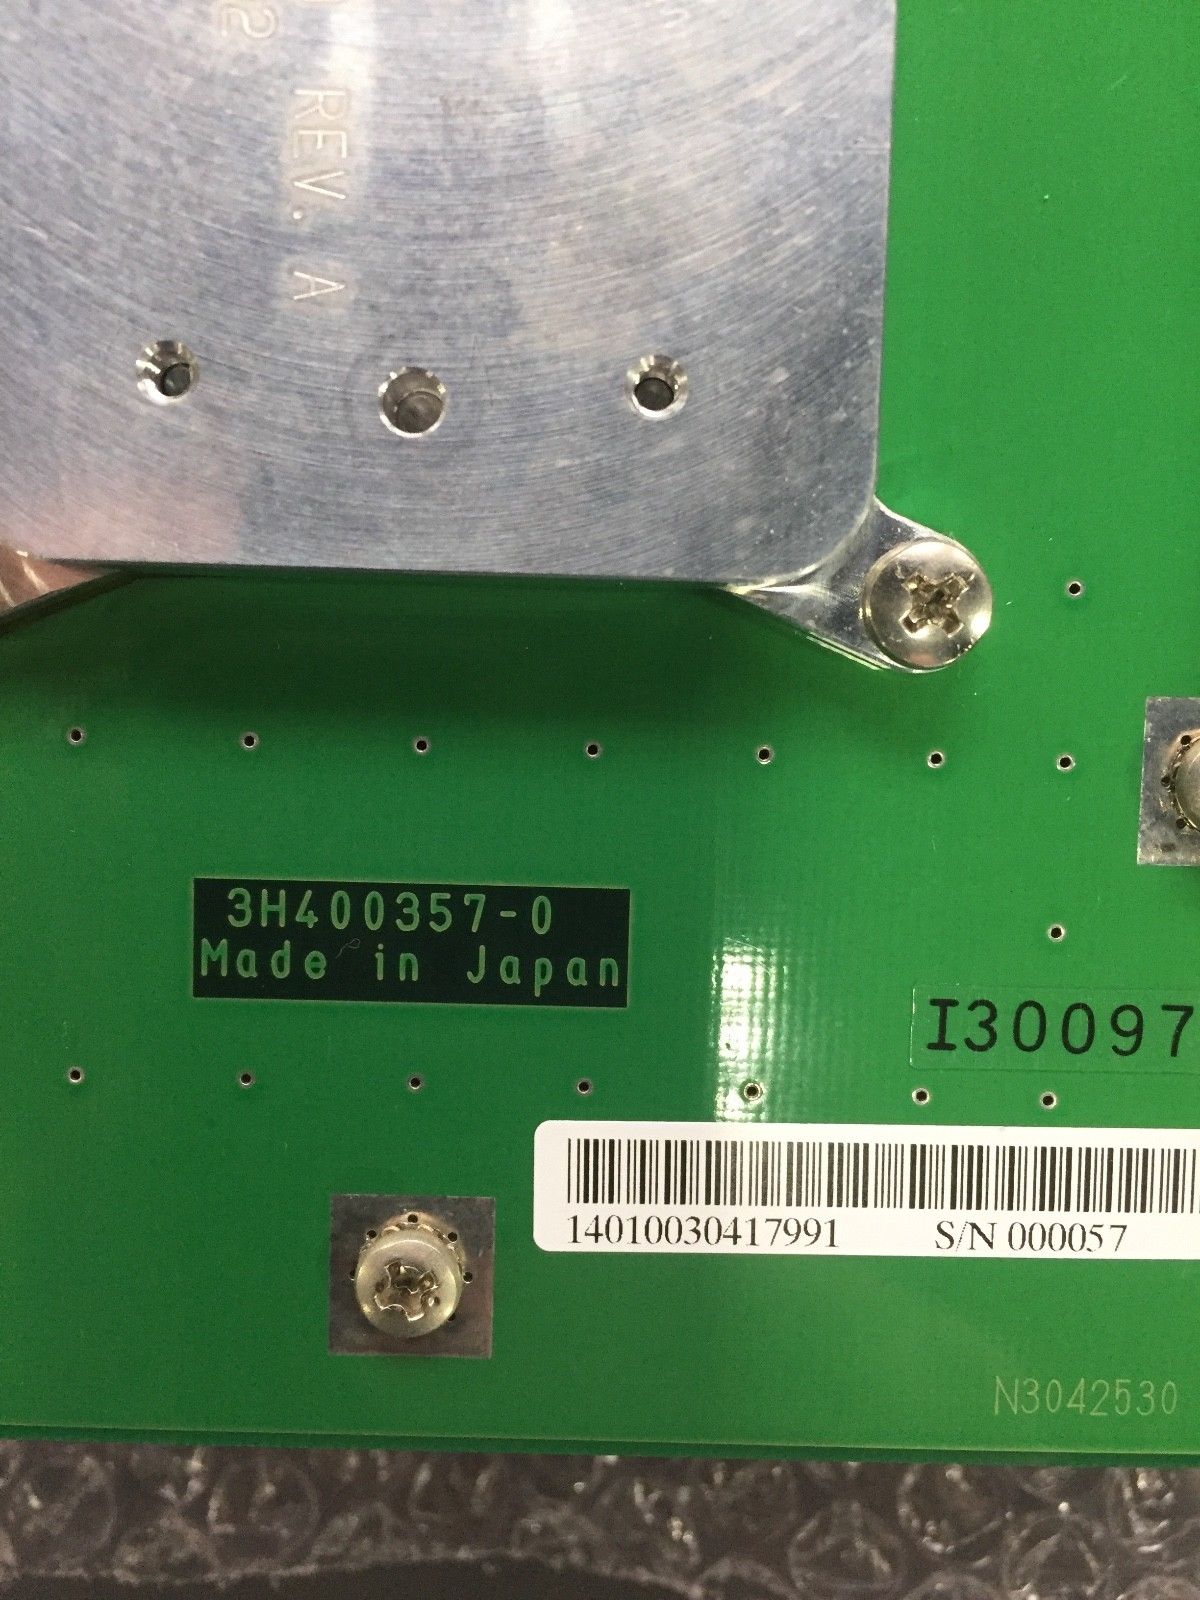 REV. A
3H400357-0
Made in Japan
I30097
14010030417991 S/N 000057
N3042530